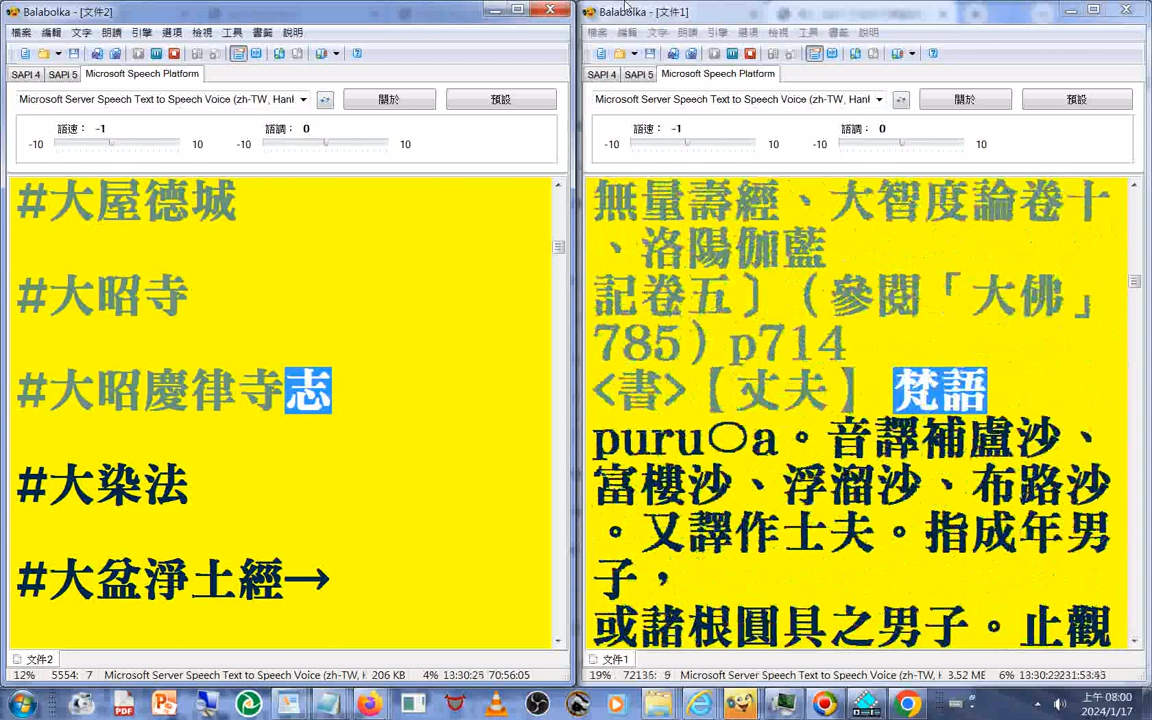 Balabolka - [文件2]
檔案 編輯 文字 朗讀 引擎 選項 檢視 工具 書籤 說明
SAPI 4 SAPI 5 Microsoft Speech Platform
Microsoft Server Speech Text to Speech Voice (zh-TW, Hanl
關於 預設
語速： -1 語調： 0
-10 10 -10 10
#大屋德城
#大昭寺
#大昭慶律寺志
#大染法
#大盆淨土經→
文件2
12% 5554: 7 Microsoft Server Speech Text to Speech Voice (zh-TW, H 206 KB 4% 13:30:25 70:56:05
Balabolka - [文件1]
檔案 編輯 文字 朗讀 引擎 選項 檢視 工具 書籤 說明
SAPI 4 SAPI 5 Microsoft Speech Platform
Microsoft Server Speech Text to Speech Voice (zh-TW, Hanl
關於 預設
語速： -1 語調： 0
-10 10 -10 10
無量壽經、大智度論卷十
、洛陽伽藍
記卷五〕（參閱「大佛」
785）p714
<書>【丈夫】 梵語
puru○a。音譯補盧沙、
富樓沙、浮溜沙、布路沙
。又譯作士夫。指成年男
子，
或諸根圓具之男子。止觀
文件1
19% 72136: 9 Microsoft Server Speech Text to Speech Voice (zh-TW, H 3.52 MB 6%
上午 08:00
2024/1/17